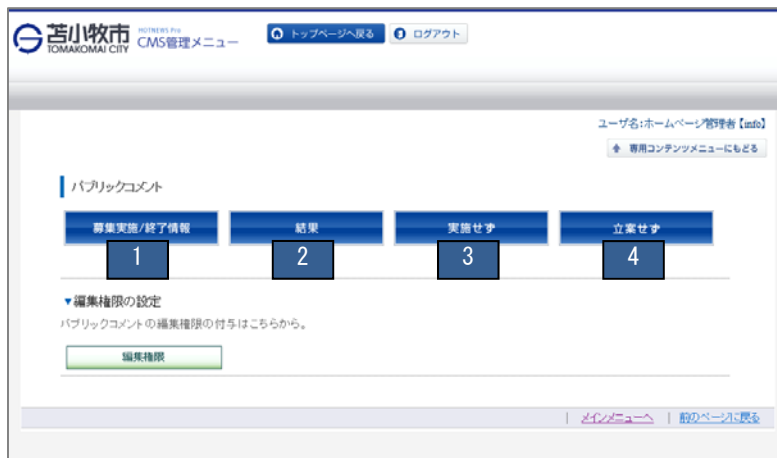 苫小牧市
TOMAKOMAI CITY
HOTNEWS Pro
CMS管理メニュー
トップページへ戻る
ログアウト
ユーザ名:ホームページ管理者【info】
専用コンテンツメニューにもどる
パブリックコメント
募集実施/終了情報 結果 実施せず 立案せず
1 2 3 4
▼編集権限の設定
パブリックコメントの編集権限の付与はこちらから。
編集権限
| メインメニューへ | 前のページに戻る